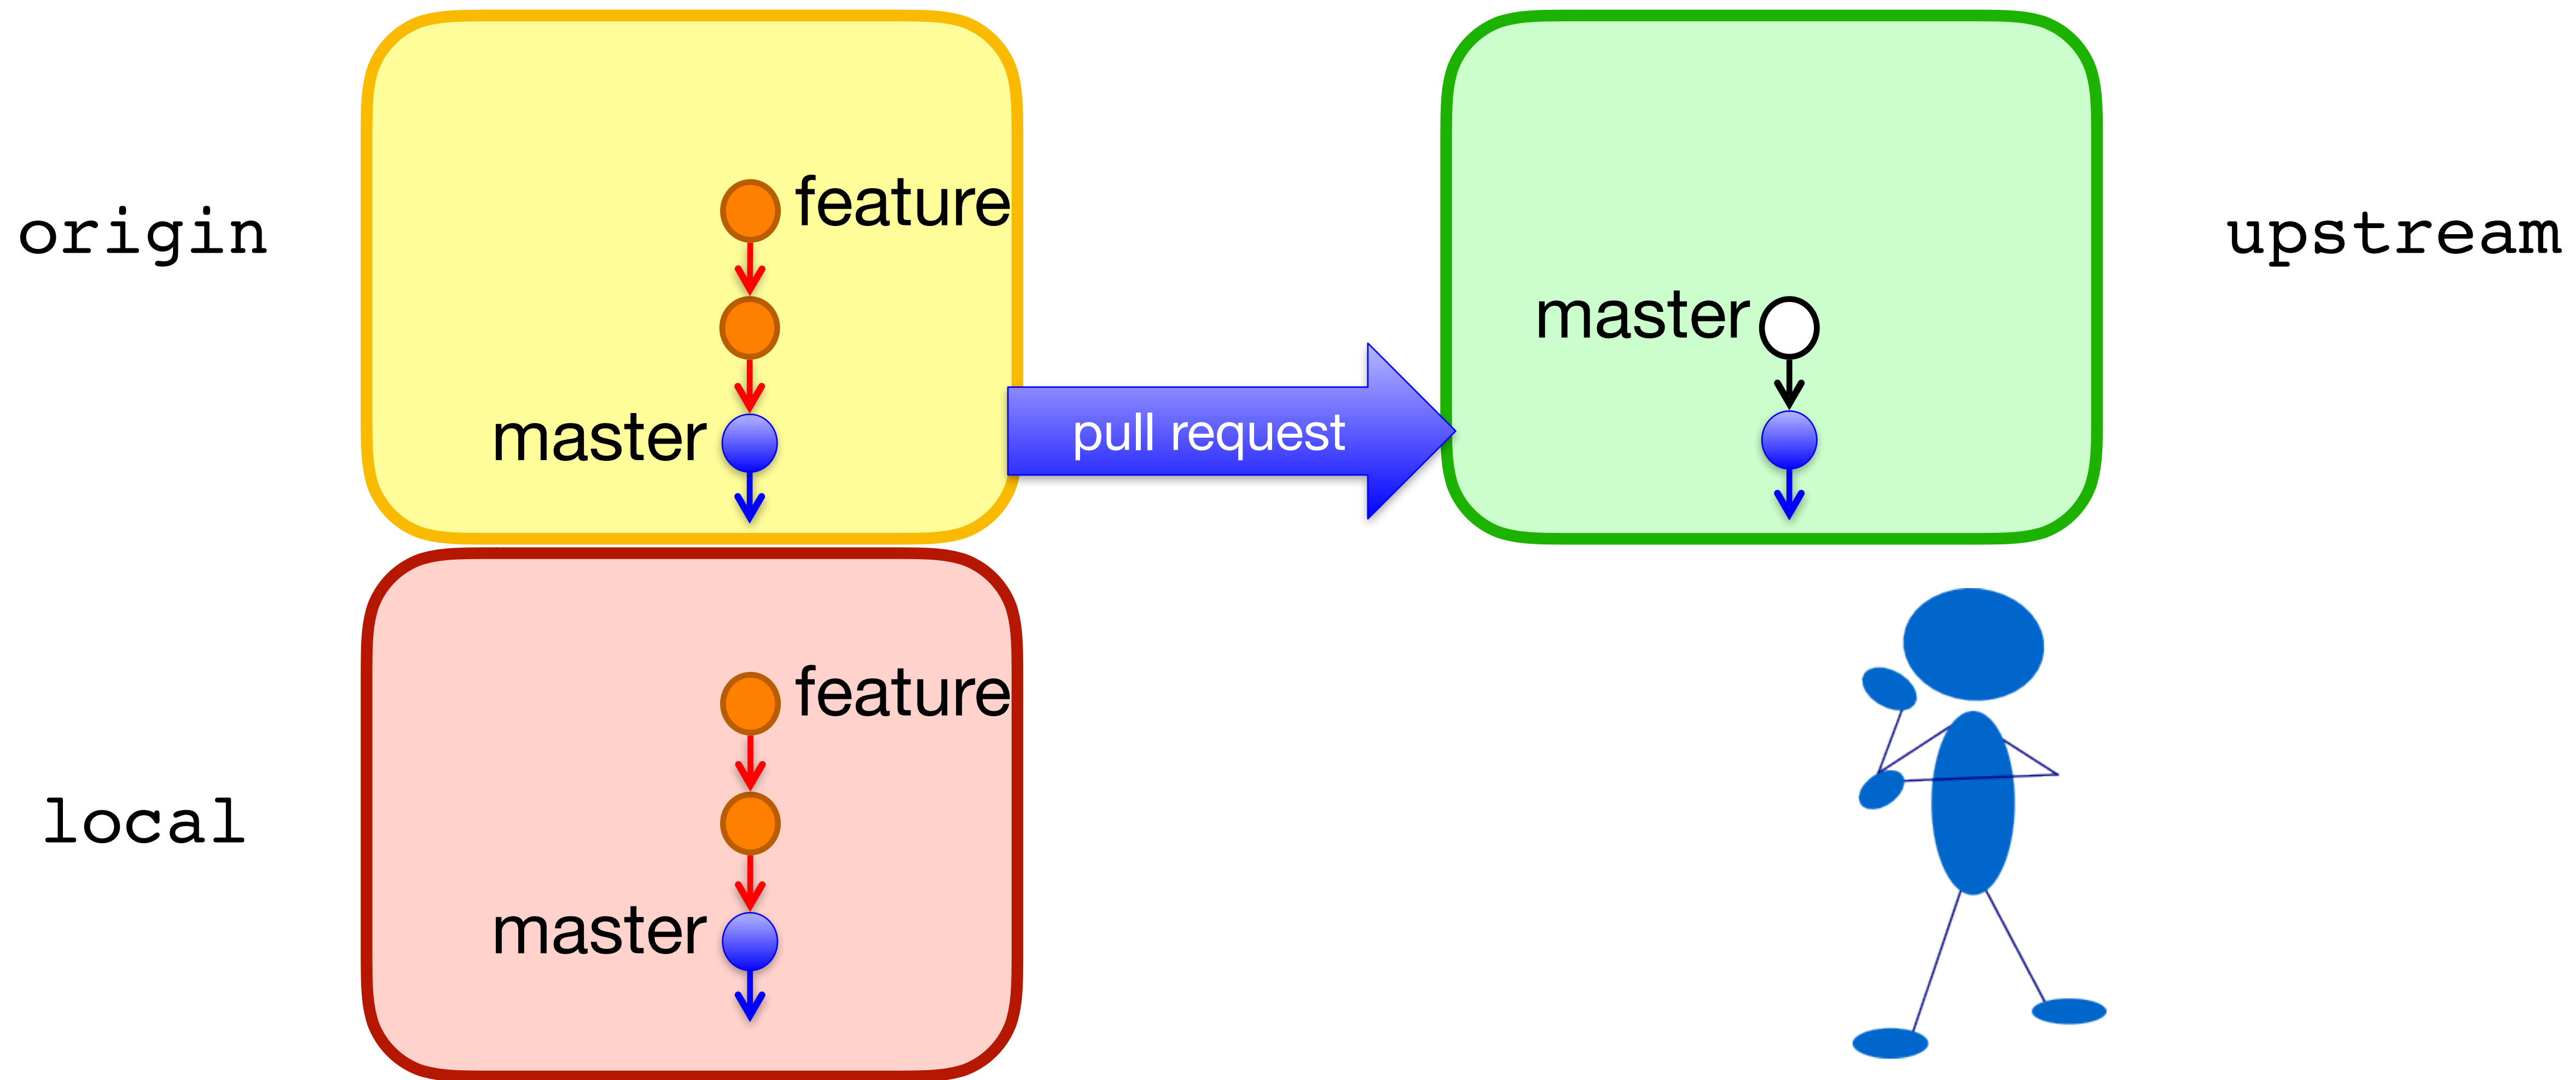 origin
feature
master
pull request
master
upstream
local
feature
master